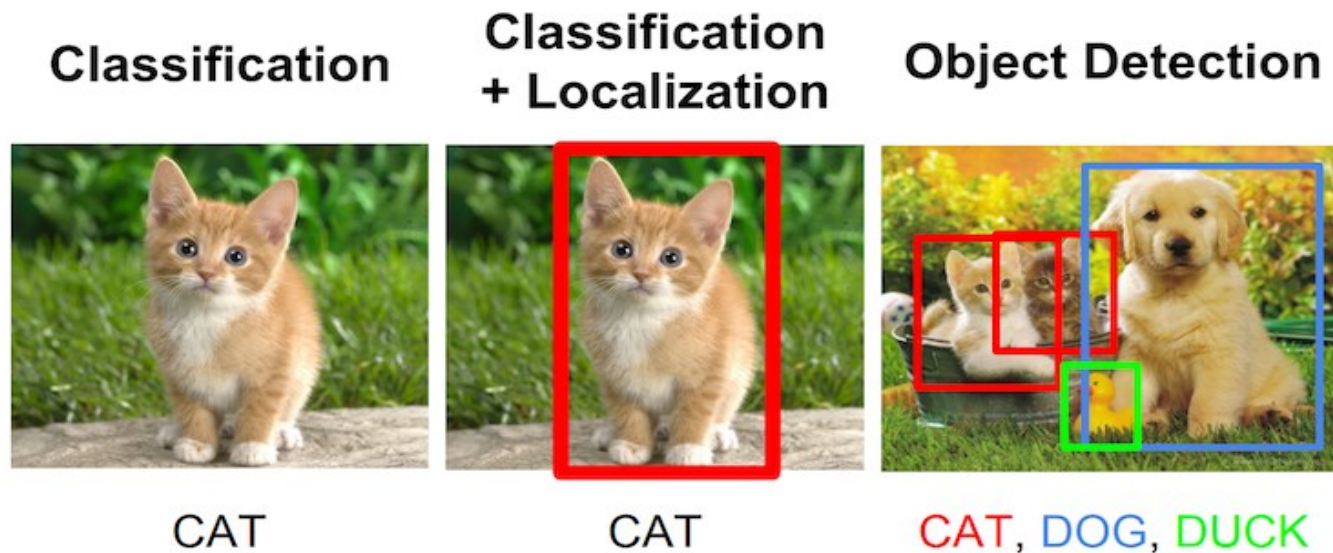 Classification
Classification
+ Localization
Object Detection
CAT
CAT
CAT, DOG, DUCK